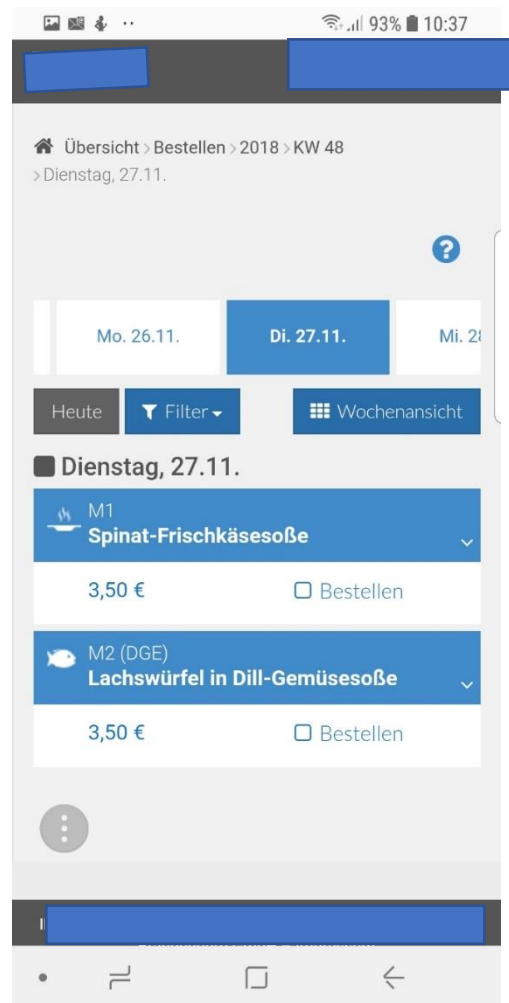 93% 10:37
Übersicht > Bestellen > 2018 > KW 48
> Dienstag, 27.11.
?
Mo. 26.11. Di. 27.11. Mi. 28
Heute Filter Wochenansicht
Dienstag, 27.11.
M1
Spinat-Frischkäsesoße
3,50 € Bestellen
M2 (DGE)
Lachswürfel in Dill-Gemüsesoße
3,50 € Bestellen